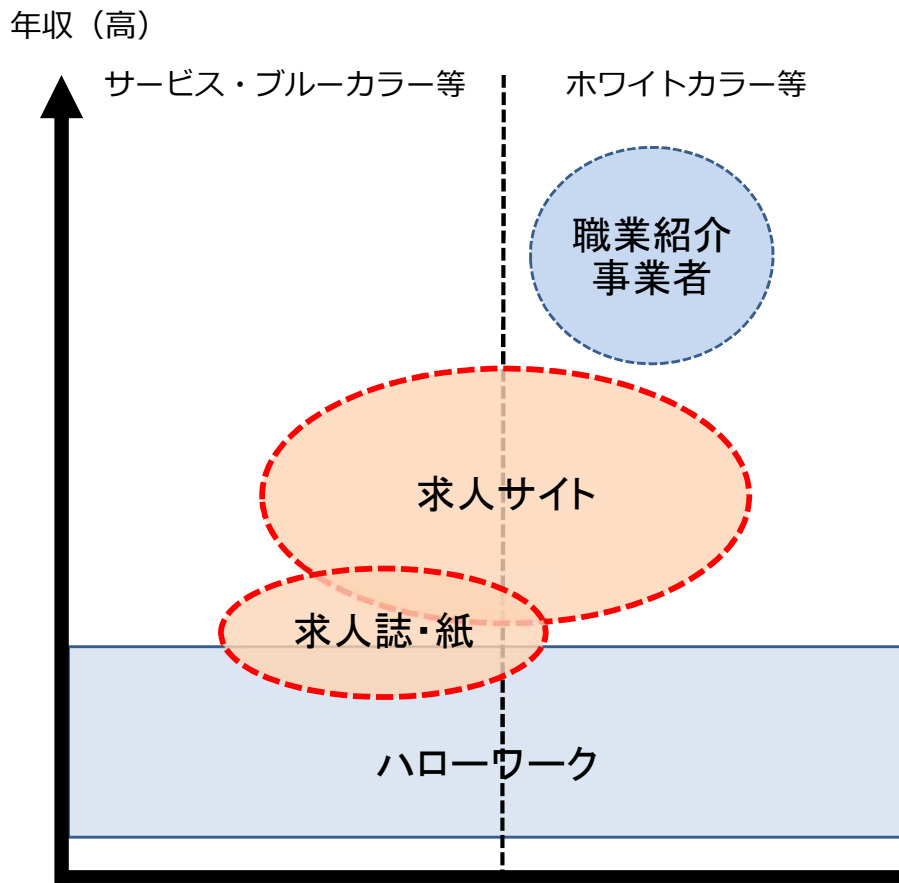 年収（高）
サービス・ブルーカラー等
ホワイトカラー等
職業紹介
事業者
求人サイト
求人誌・紙
ハローワーク